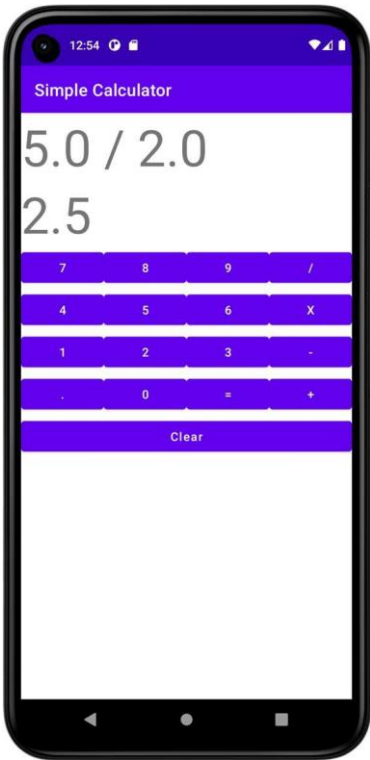 12:54
Simple Calculator
5.0 / 2.0
2.5
7 8 9 /
4 5 6 X
1 2 3 -
. 0 = +
Clear